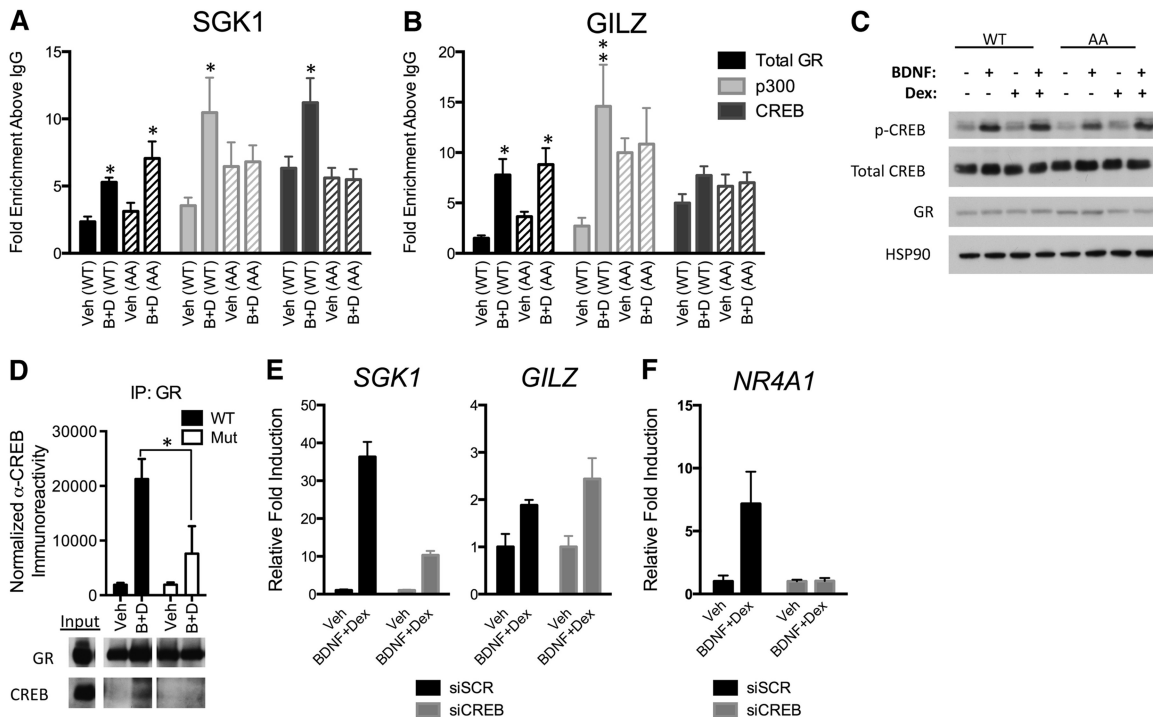 A
SGK1
Fold Enrichment Above IgG
15
10
5
0
*
*
*
*
Veh (WT)
B+D (WT)
Veh (AA)
B+D (AA)
Veh (WT)
B+D (WT)
Veh (AA)
B+D (AA)
Veh (WT)
B+D (WT)
Veh (AA)
B+D (AA)
B
GILZ
Fold Enrichment Above IgG
20
15
10
5
0
*
*
**
Veh (WT)
B+D (WT)
Veh (AA)
B+D (AA)
Veh (WT)
B+D (WT)
Veh (AA)
B+D (AA)
Veh (WT)
B+D (WT)
Veh (AA)
B+D (AA)
Total GR
p300
CREB
C
WT AA
BDNF: - + - + - + - +
Dex: - - + + - - + +
p-CREB
Total CREB
GR
HSP90
D
IP: GR
WT
Mut
Normalized α-CREB
Immunoreactivity
30000
20000
10000
0
*
Input Veh B+D Veh B+D
GR
CREB
E
SGK1
Relative Fold Induction
50
40
30
20
10
0
Veh
BDNF+Dex
Veh
BDNF+Dex
GILZ
4
3
2
1
0
Veh
BDNF+Dex
Veh
BDNF+Dex
siSCR
siCREB
F
NR4A1
Relative Fold Induction
15
10
5
0
Veh
BDNF+Dex
Veh
BDNF+Dex
siSCR
siCREB